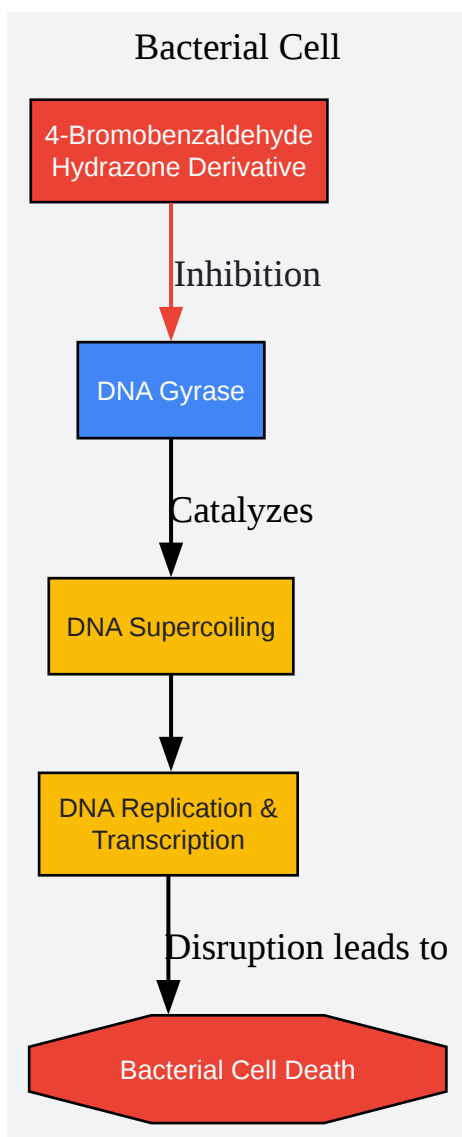 Bacterial Cell
4-Bromobenzaldehyde
Hydrazone Derivative
Inhibition
DNA Gyrase
Catalyzes
DNA Supercoiling
DNA Replication &
Transcription
Disruption leads to
Bacterial Cell Death